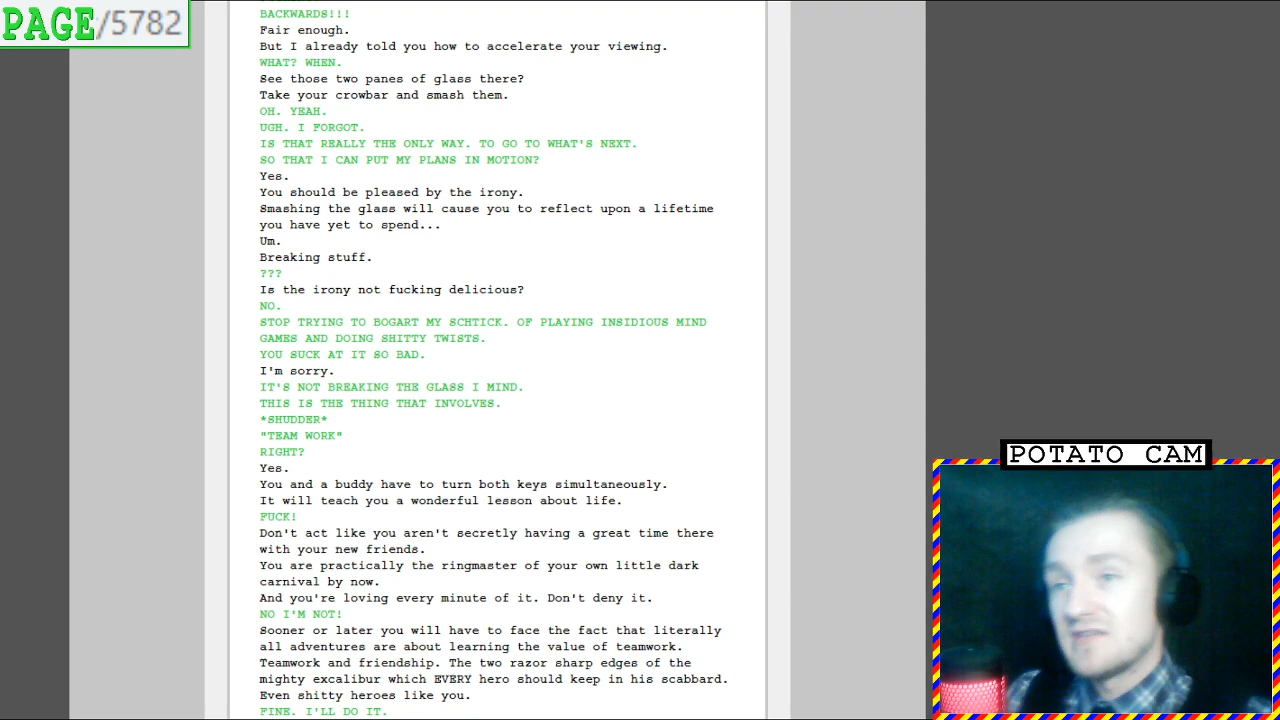 PAGE/5782
BACKWARDS!!!
Fair enough.
But I already told you how to accelerate your viewing.
WHAT? WHEN.
See those two panes of glass there?
Take your crowbar and smash them.
OH. YEAH.
UGH. I FORGOT.
IS THAT REALLY THE ONLY WAY. TO GO TO WHAT'S NEXT.
SO THAT I CAN PUT MY PLANS IN MOTION?
Yes.
You should be pleased by the irony.
Smashing the glass will cause you to reflect upon a lifetime
you have yet to spend...
Um.
Breaking stuff.
???
Is the irony not fucking delicious?
NO.
STOP TRYING TO BOGART MY SCHTICK. OF PLAYING INSIDIOUS MIND
GAMES AND DOING SHITTY TWISTS.
YOU SUCK AT IT SO BAD.
I'm sorry.
IT'S NOT BREAKING THE GLASS I MIND.
THIS IS THE THING THAT INVOLVES.
*SHUDDER*
"TEAM WORK"
RIGHT?
Yes.
You and a buddy have to turn both keys simultaneously.
It will teach you a wonderful lesson about life.
FUCK!
Don't act like you aren't secretly having a great time there
with your new friends.
You are practically the ringmaster of your own little dark
carnival by now.
And you're loving every minute of it. Don't deny it.
NO I'M NOT!
Sooner or later you will have to face the fact that literally
all adventures are about learning the value of teamwork.
Teamwork and friendship. The two razor sharp edges of the
mighty excalibur which EVERY hero should keep in his scabbard.
Even shitty heroes like you.
FINE. I'LL DO IT.
POTATO CAM